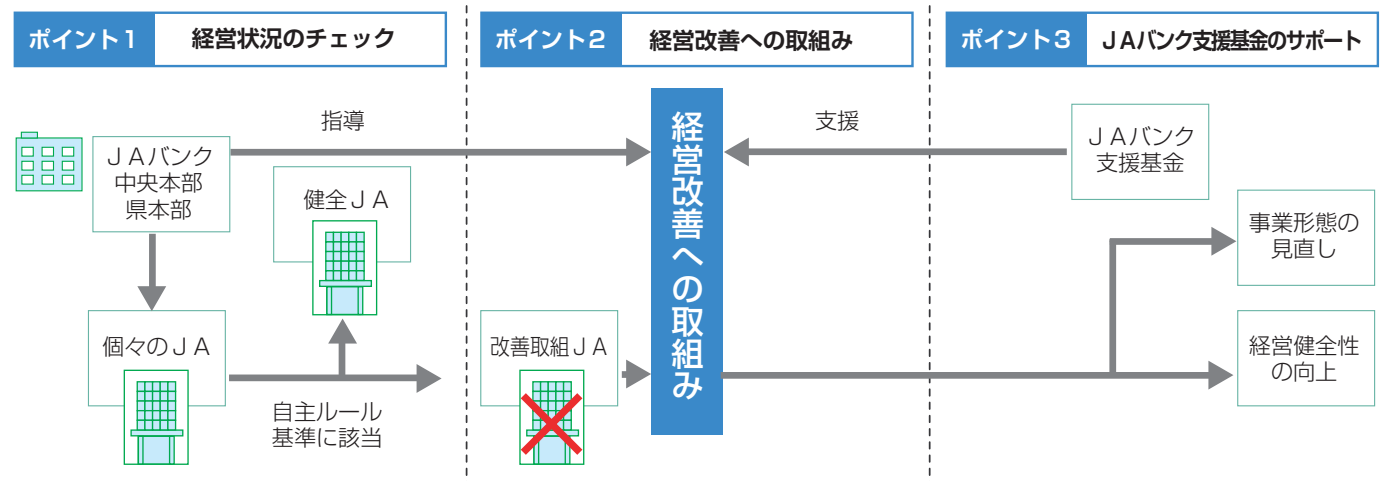 ポイント1 経営状況のチェック
ポイント2 経営改善への取組み
ポイント3 JAバンク支援基金のサポート
指導
JAバンク
中央本部
県本部
健全JA
個々のJA
自主ルール
基準に該当
改善取組JA
経営改善への取組み
支援
JAバンク
支援基金
事業形態の
見直し
経営健全性
の向上